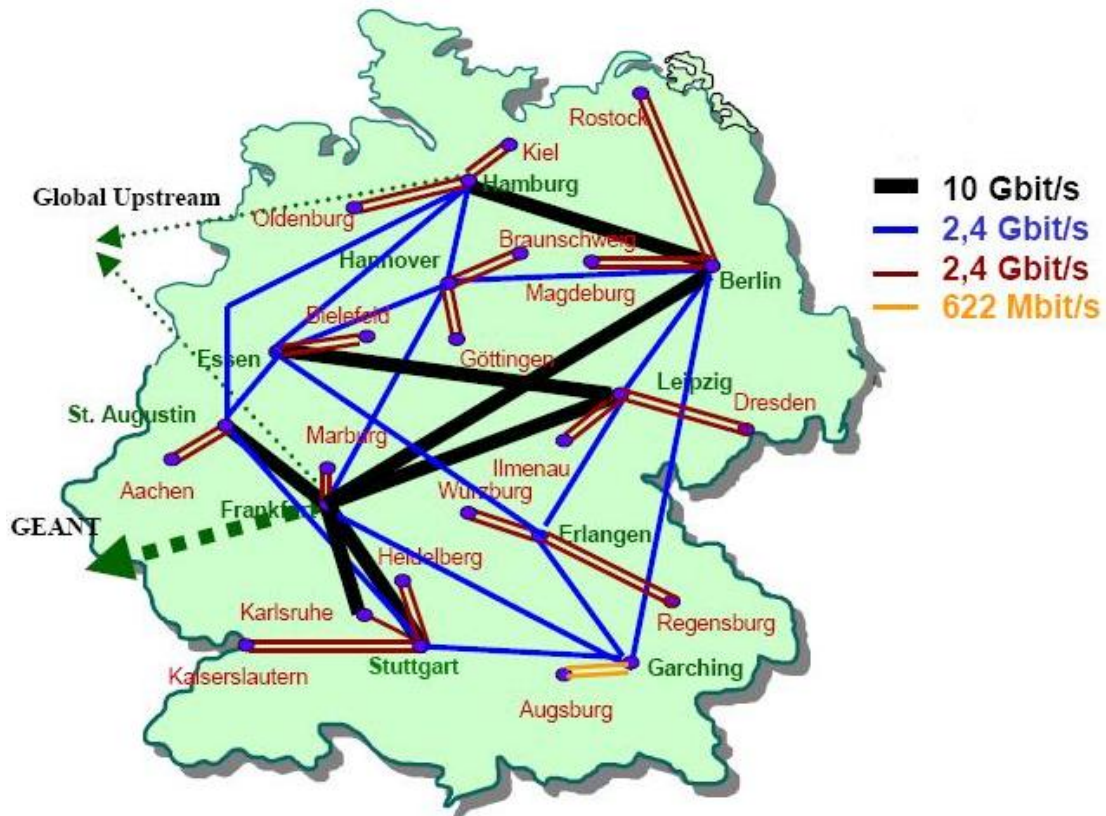 Rostock
Kiel
Hamburg
Global Upstream
Oldenburg
Braunschweig
Hannover
Magdeburg
Berlin
Bielefeld
Essen
Göttingen
Leipzig
Dresden
St. Augustin
Marburg
Aachen
Ilmenau
Würzburg
Frankfurt
GEANT
Erlangen
Heidelberg
Karlsruhe
Regensburg
Kaiserslautern
Stuttgart
Garching
Augsburg
10 Gbit/s
2,4 Gbit/s
2,4 Gbit/s
622 Mbit/s